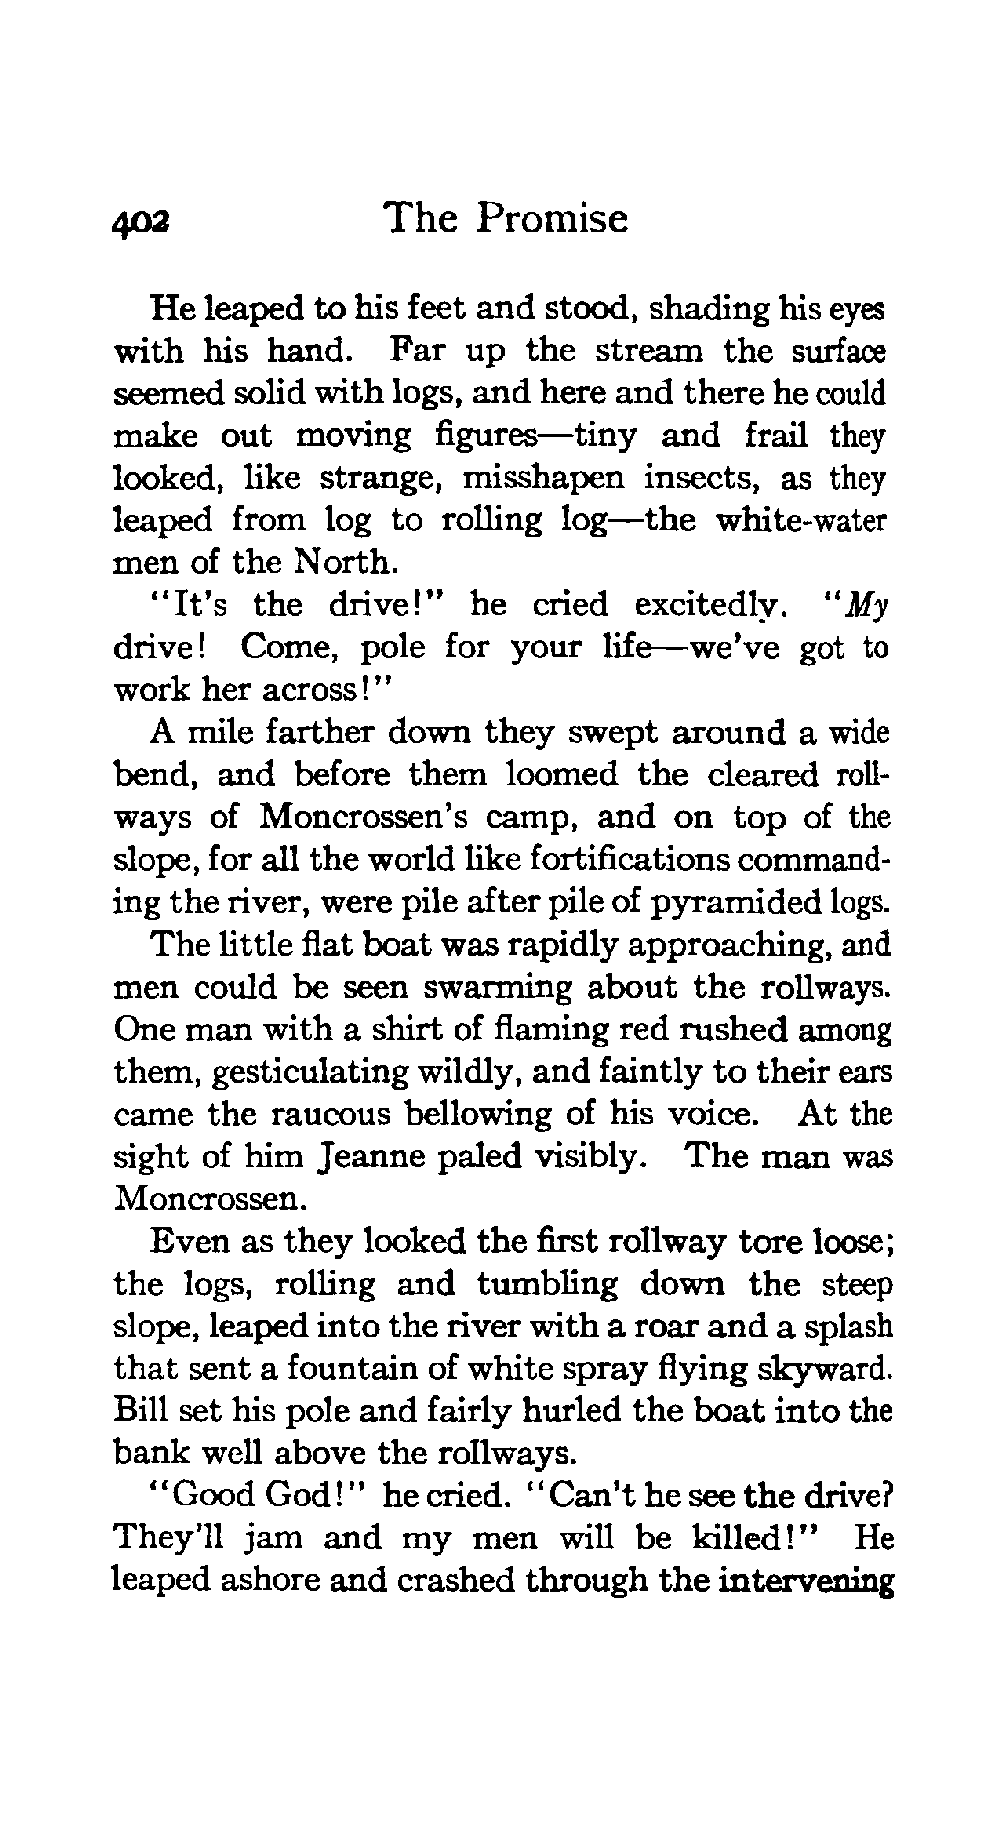 402 The Promise
He leaped to his feet and stood, shading his eyes
with his hand. Far up the stream the surface
seemed solid with logs, and here and there he could
make out moving figures—tiny and frail they
looked, like strange, misshapen insects, as they
leaped from log to rolling log—the white-water
men of the North.
"It's the drive!" he cried excitedly. "My
drive! Come, pole for your life—we've got to
work her across!"
A mile farther down they swept around a wide
bend, and before them loomed the cleared roll-
ways of Moncrossen's camp, and on top of the
slope, for all the world like fortifications command-
ing the river, were pile after pile of pyramided logs.
The little flat boat was rapidly approaching, and
men could be seen swarming about the rollways.
One man with a shirt of flaming red rushed among
them, gesticulating wildly, and faintly to their ears
came the raucous bellowing of his voice. At the
sight of him Jeanne paled visibly. The man was
Moncrossen.
Even as they looked the first rollway tore loose;
the logs, rolling and tumbling down the steep
slope, leaped into the river with a roar and a splash
that sent a fountain of white spray flying skyward.
Bill set his pole and fairly hurled the boat into the
bank well above the rollways.
"Good God!" he cried. "Can't he see the drive?
They'll jam and my men will be killed!" He
leaped ashore and crashed through the intervening